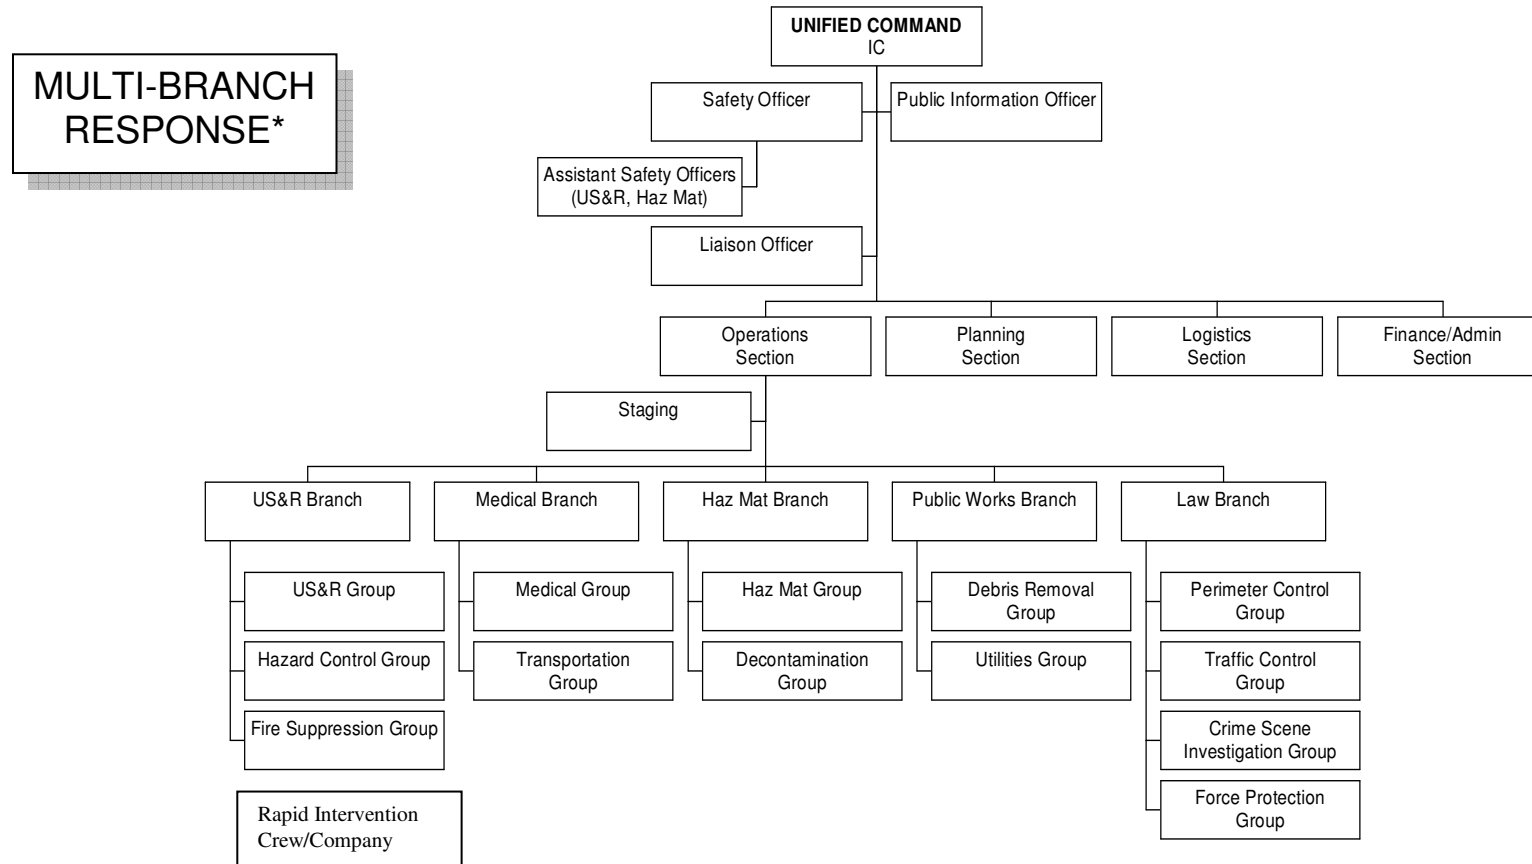 UNIFIED COMMAND
IC
MULTI-BRANCH
RESPONSE*
Safety Officer
Public Information Officer
Assistant Safety Officers
(US&R, Haz Mat)
Liaison Officer
Operations
Section
Planning
Section
Logistics
Section
Finance/Admin
Section
Staging
US&R Branch
Medical Branch
Haz Mat Branch
Public Works Branch
Law Branch
US&R Group
Hazard Control Group
Fire Suppression Group
Rapid Intervention
Crew/Company
Medical Group
Transportation
Group
Haz Mat Group
Decontamination
Group
Debris Removal
Group
Utilities Group
Perimeter Control
Group
Traffic Control
Group
Crime Scene
Investigation Group
Force Protection
Group